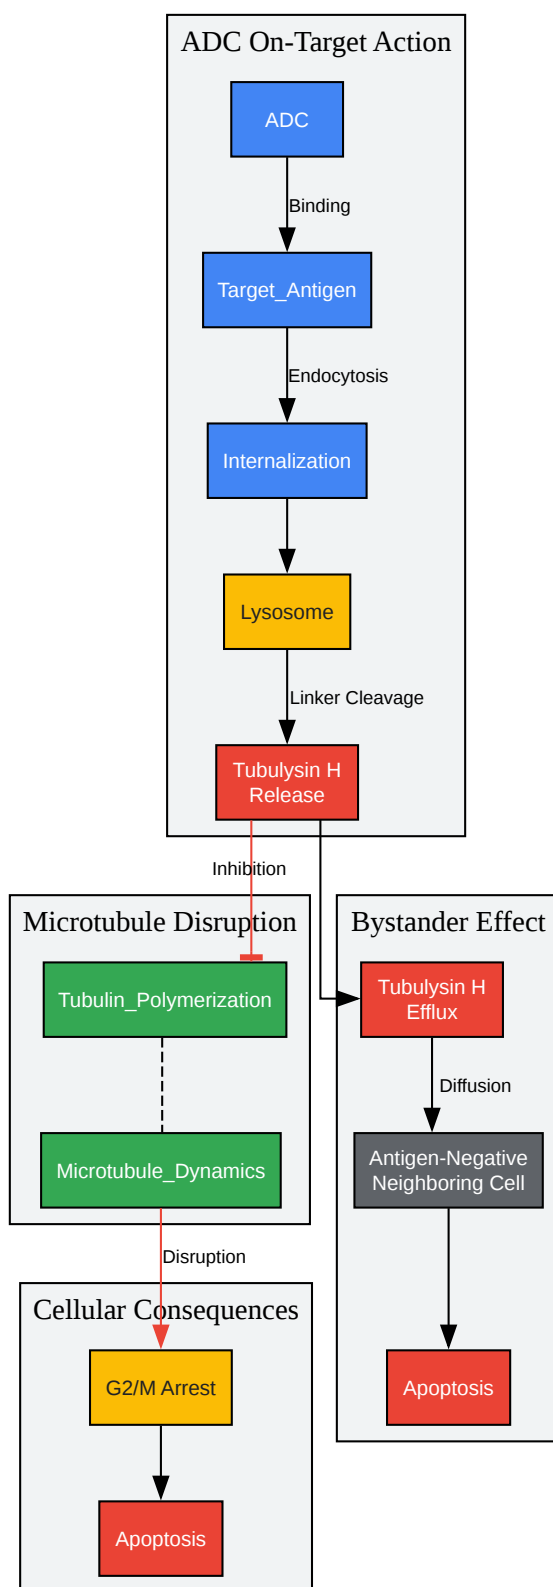 ADC On-Target Action
ADC
Binding
Target_Antigen
Endocytosis
Internalization
Lysosome
Linker Cleavage
Tubulysin H
Release
Inhibition
Microtubule Disruption
Tubulin_Polymerization
Microtubule_Dynamics
Disruption
Cellular Consequences
G2/M Arrest
Apoptosis
Bystander Effect
Tubulysin H
Efflux
Diffusion
Antigen-Negative
Neighboring Cell
Apoptosis